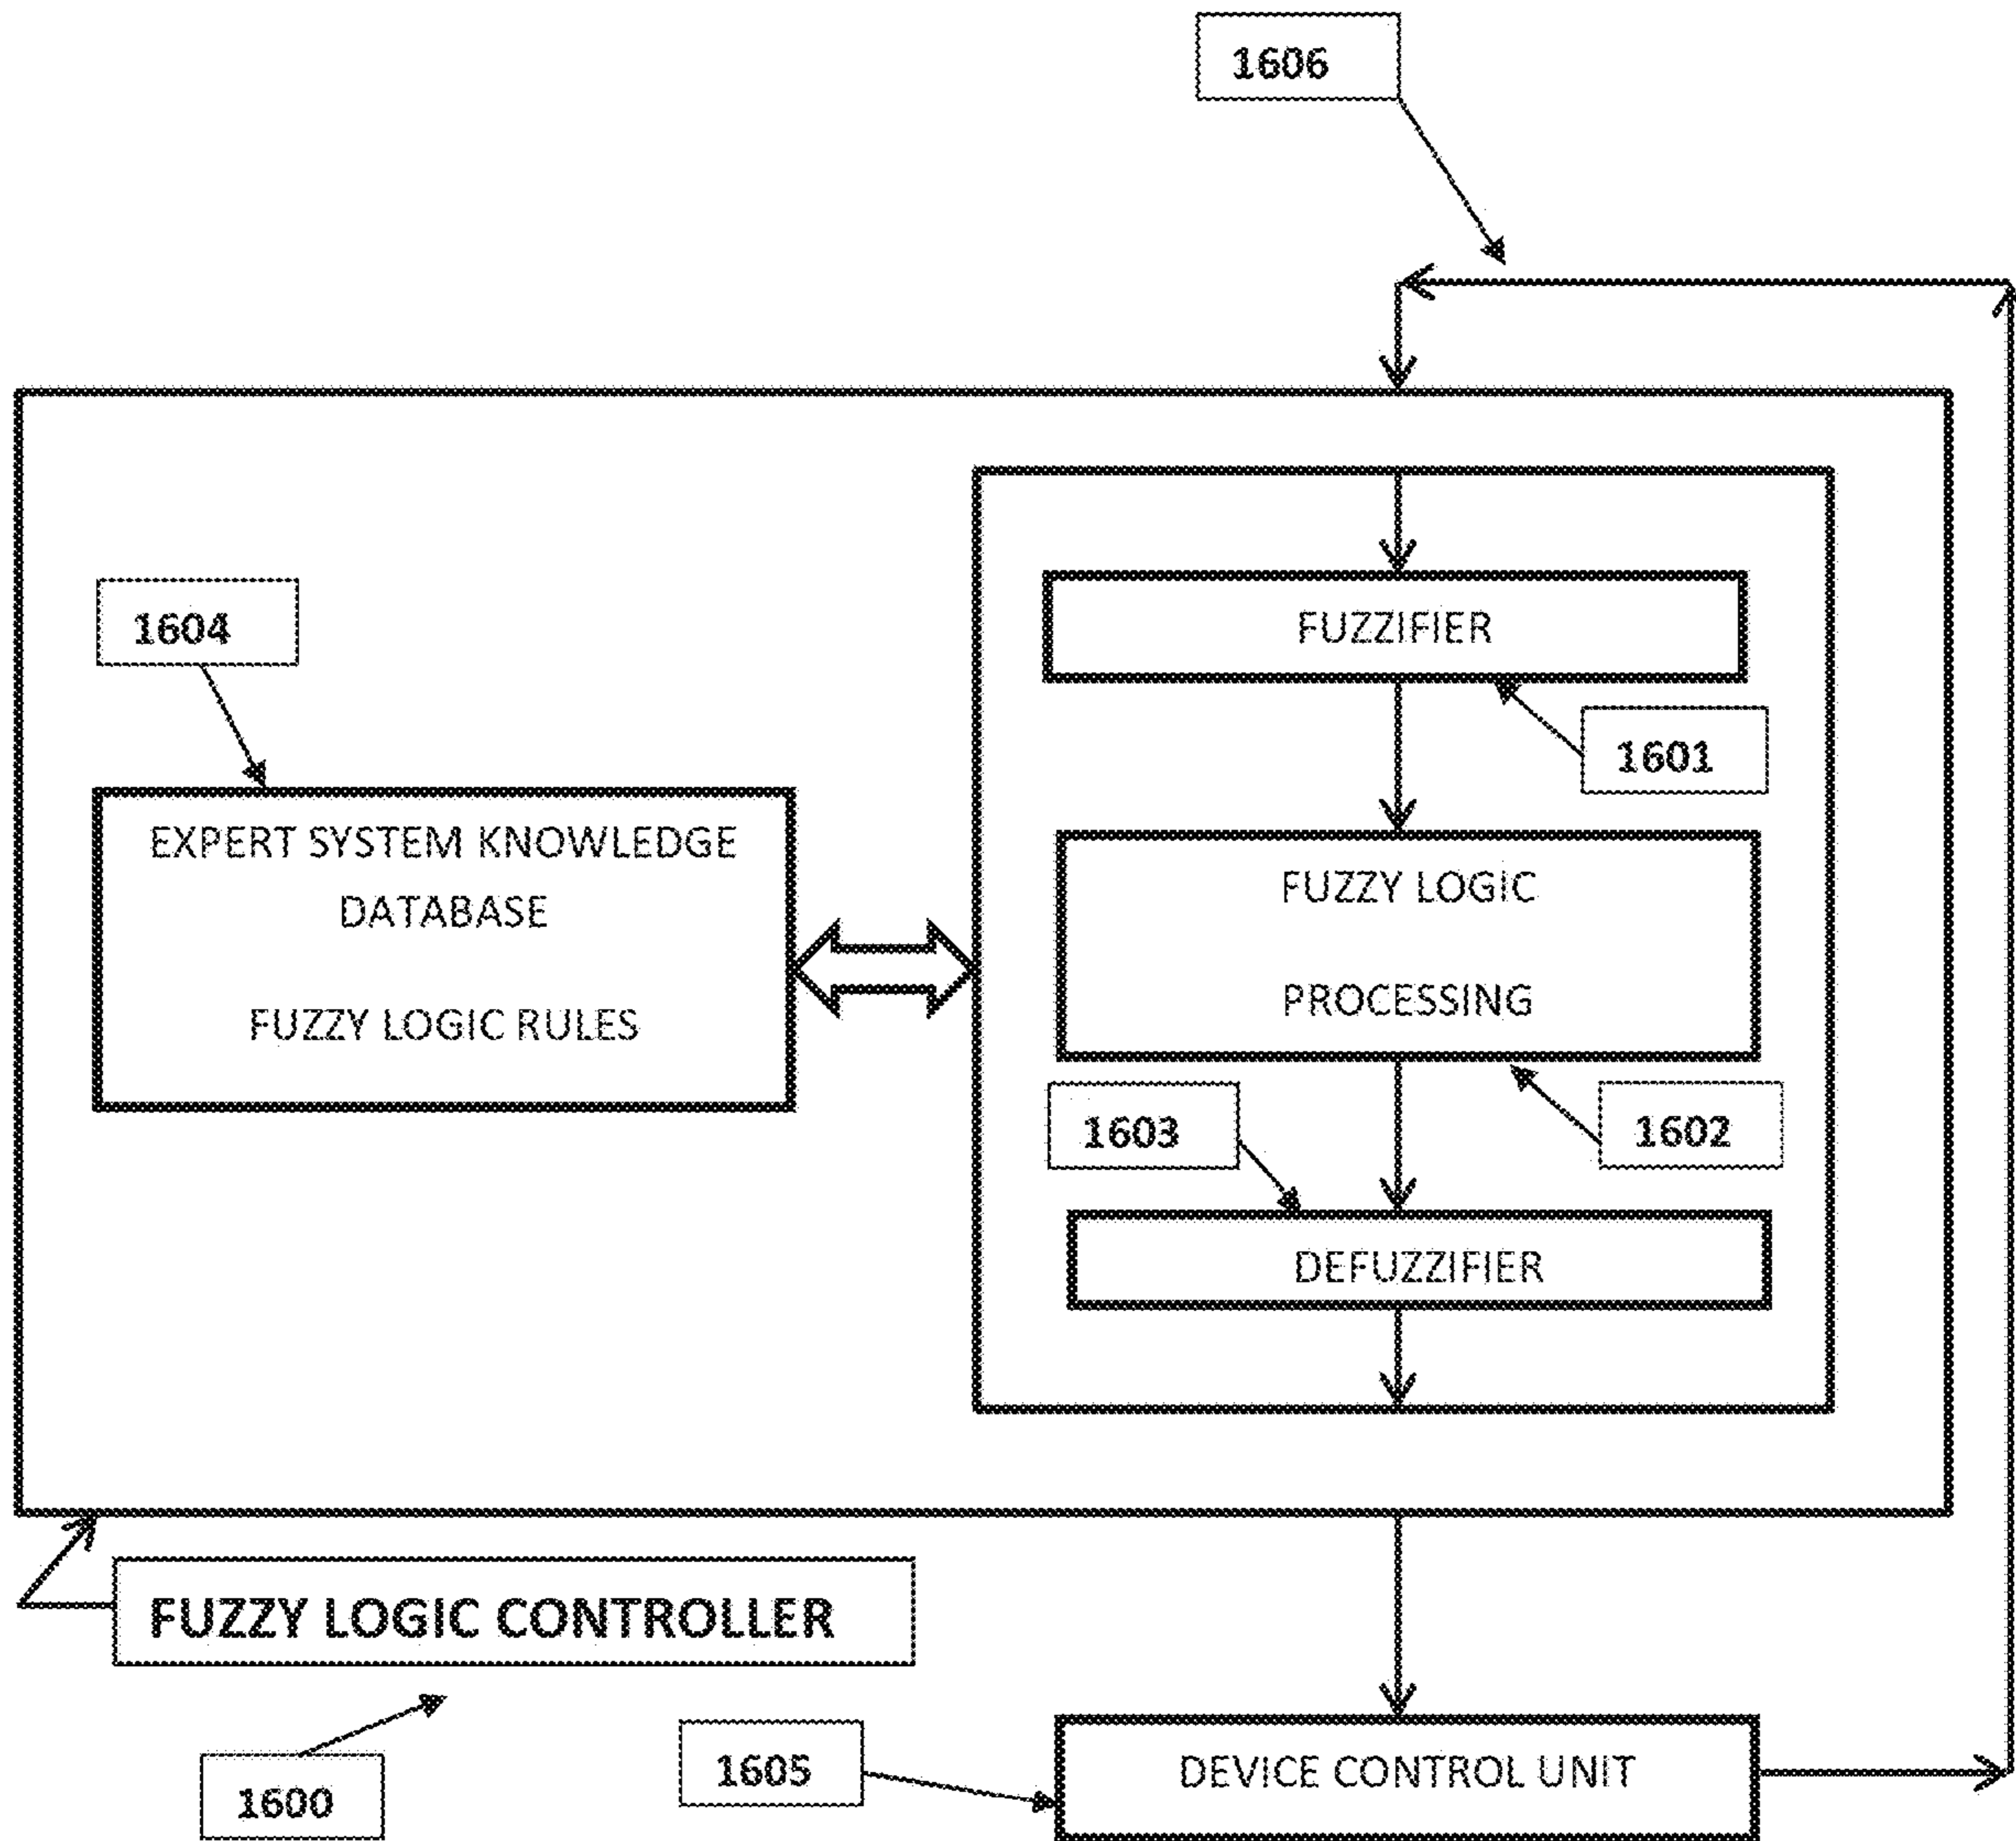 1606
FUZZIFIER
1604
1601
EXPERT SYSTEM KNOWLEDGE
DATABASE
FUZZY LOGIC RULES
FUZZY LOGIC
PROCESSING
1603
1602
DEFUZZIFIER
FUZZY LOGIC CONTROLLER
1600
1605
DEVICE CONTROL UNIT